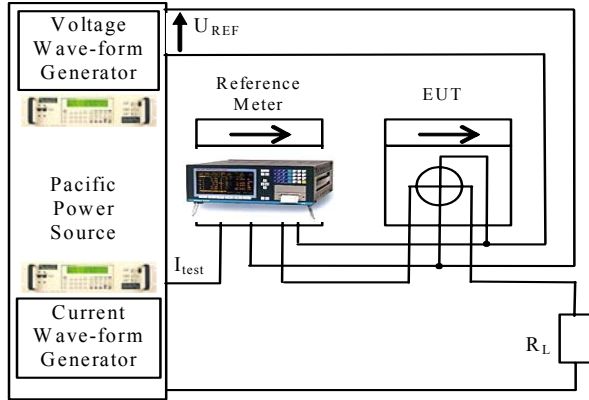 Voltage
Wave-form
Generator
U_REF
Reference
Meter
EUT
Pacific
Power
Source
I_test
Current
Wave-form
Generator
R_L